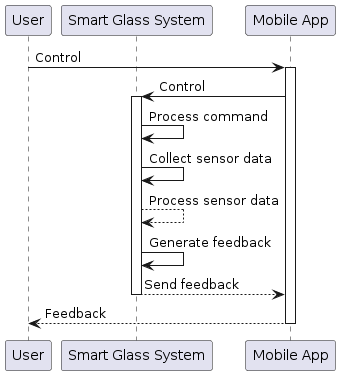 User
Smart Glass System
Mobile App
Control
Control
Process command
Collect sensor data
Process sensor data
Generate feedback
Send feedback
Feedback
User
Smart Glass System
Mobile App